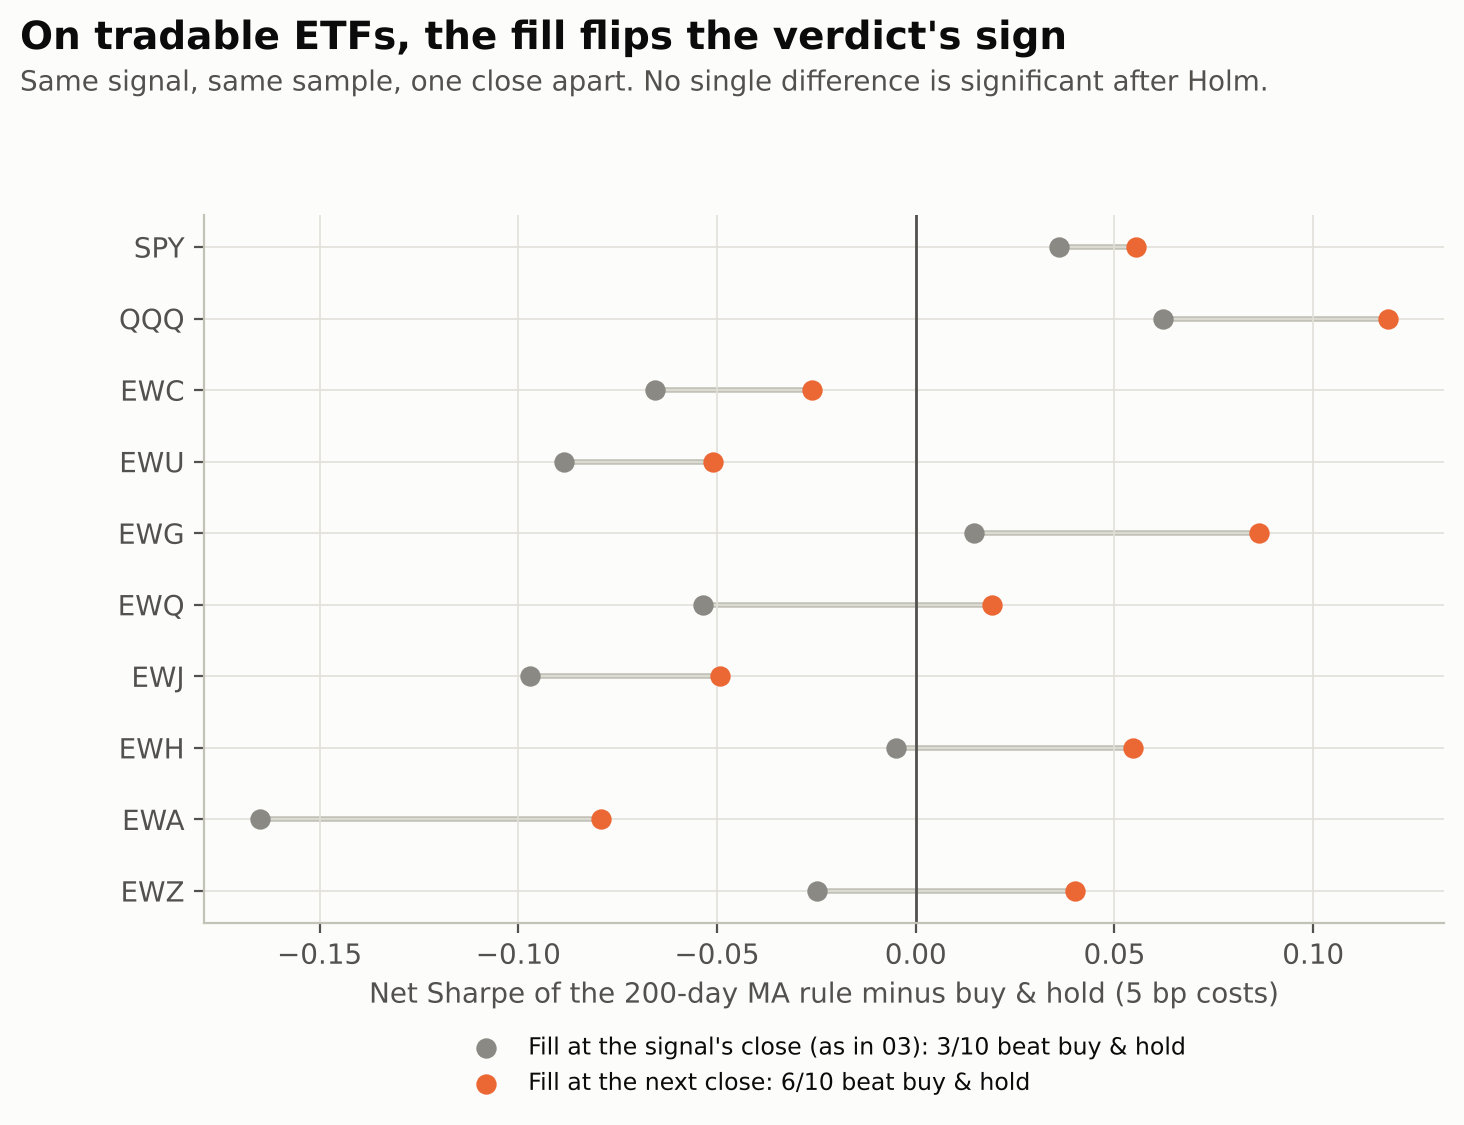 On tradable ETFs, the fill flips the verdict's sign
Same signal, same sample, one close apart. No single difference is significant after Holm.
SPY
QQQ
EWC
EWU
EWG
EWQ
EWJ
EWH
EWA
EWZ
−0.15 −0.10 −0.05 0.00 0.05 0.10
Net Sharpe of the 200-day MA rule minus buy & hold (5 bp costs)
Fill at the signal's close (as in 03): 3/10 beat buy & hold
Fill at the next close: 6/10 beat buy & hold